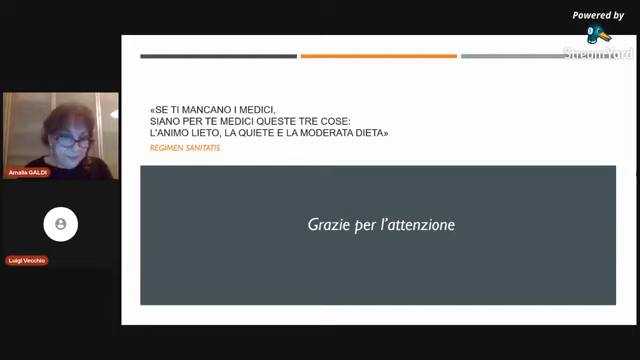 Powered by
StreamYard
«SE TI MANCANO I MEDICI,
SIANO PER TE MEDICI QUESTE TRE COSE:
L'ANIMO LIETO, LA QUIETE E LA MODERATA DIETA»
REGIMEN SANITATIS
Grazie per l'attenzione
Amalia GALDI
Luigi Vecchio